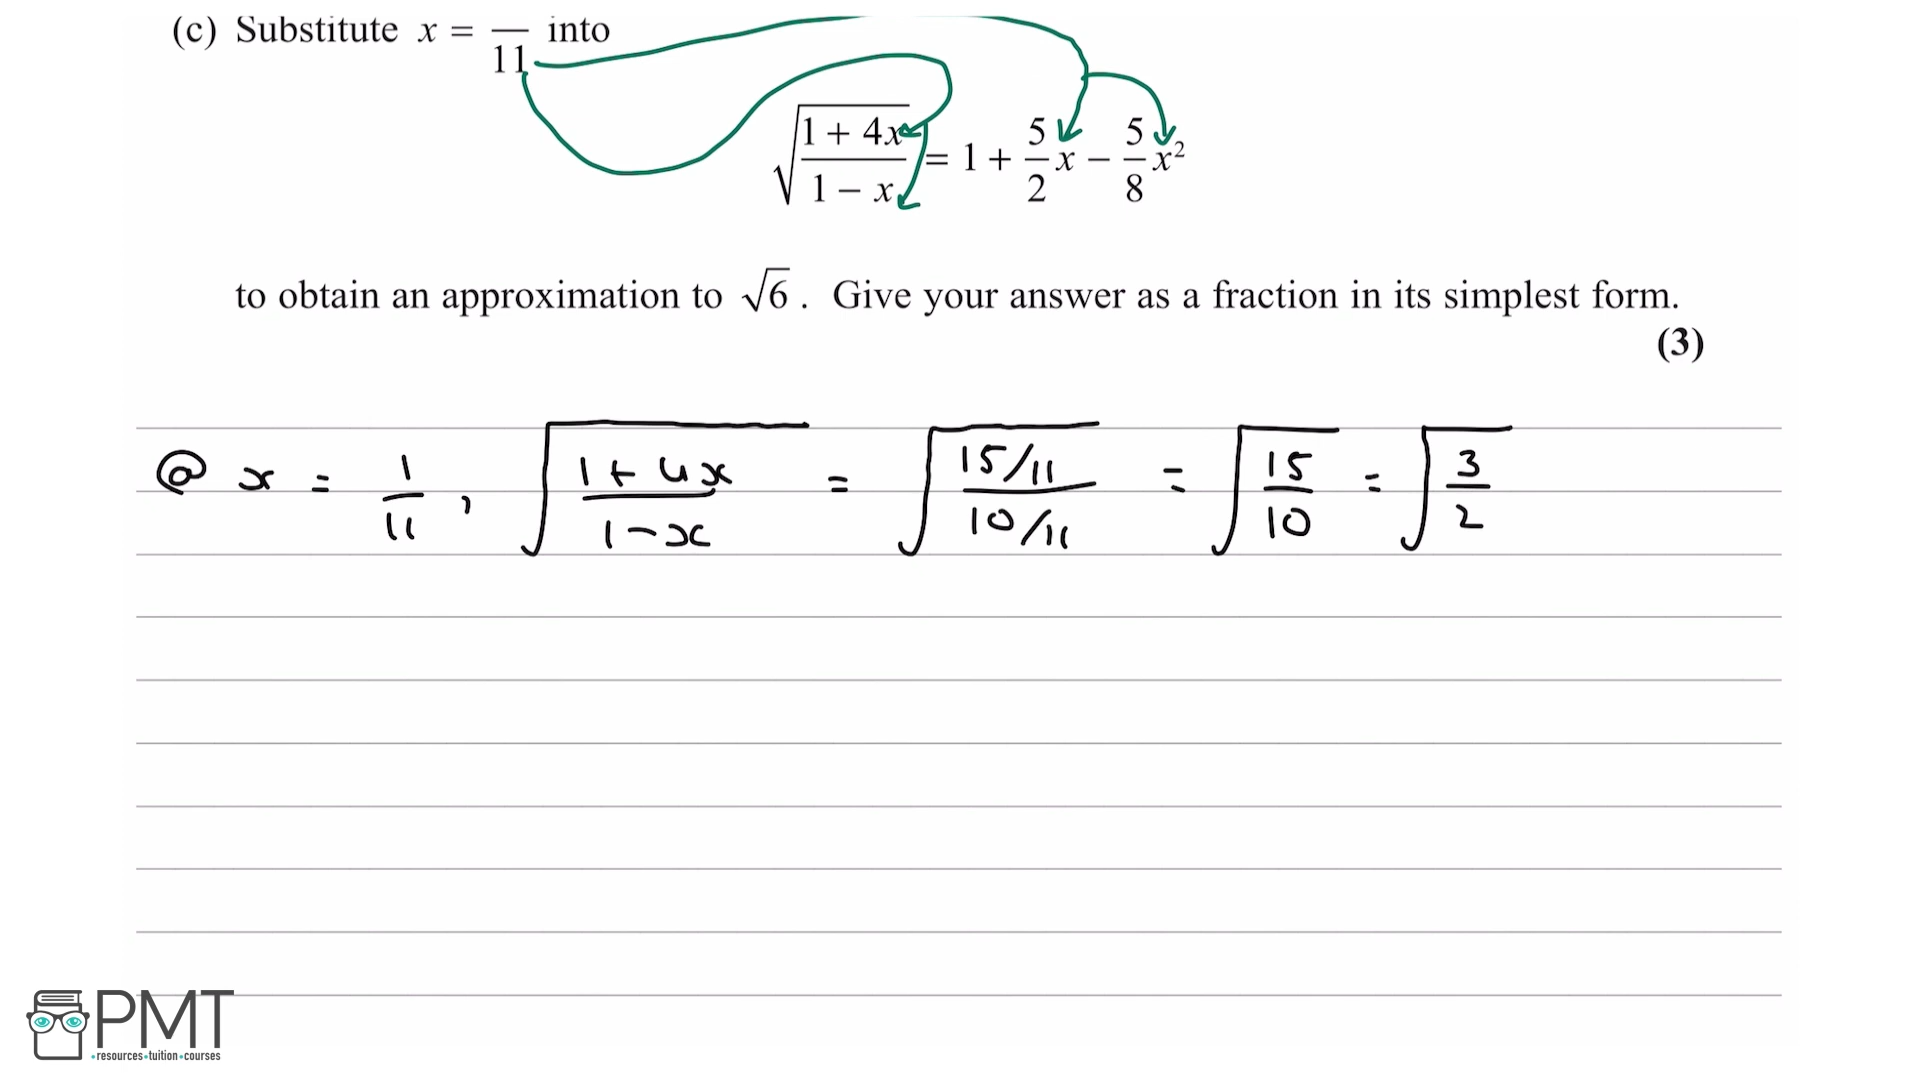 (c) Substitute x = —/11 into
√((1 + 4x)/(1 − x)) = 1 + 5/2 x − 5/8 x²
to obtain an approximation to √6 . Give your answer as a fraction in its simplest form.
(3)
@ x = 1/11 , √((1+4x)/(1-x)) = √((15/11)/(10/11)) = √(15/10) = √(3/2)
PMT
resources•tuition•courses